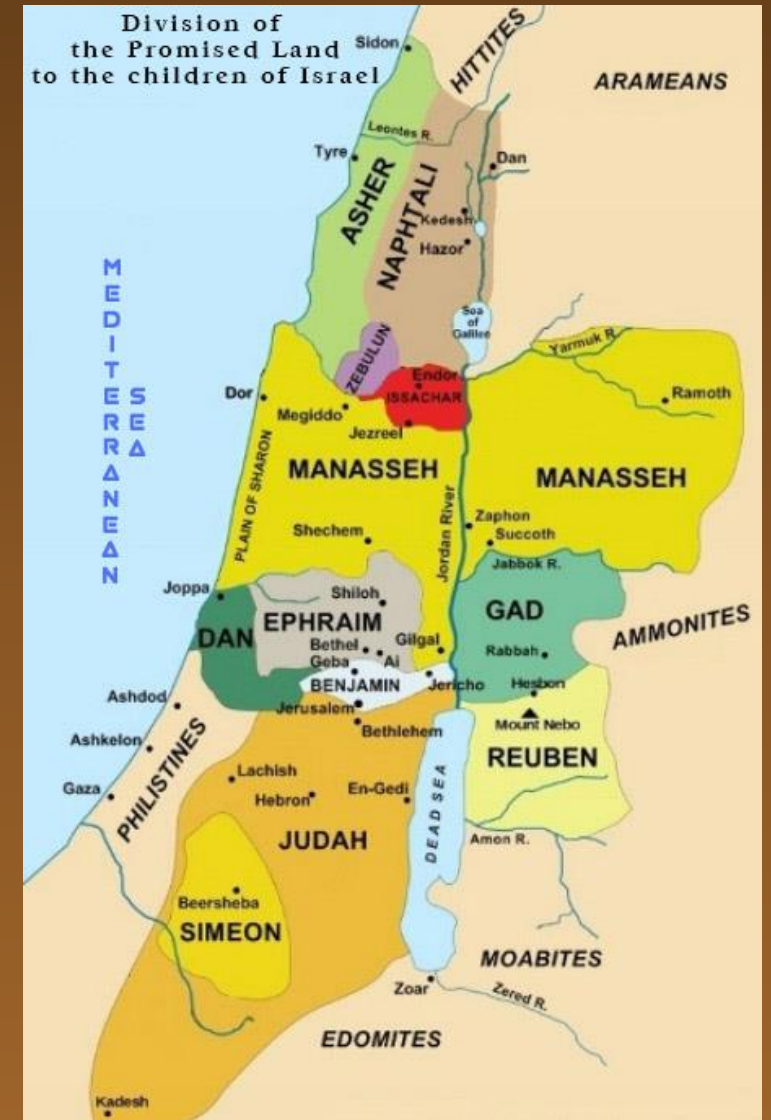 Division of
the Promised Land
to the children of Israel
Sidon
HITTITES
ARAMEANS
Leontes R.
Tyre
Dan
ASHER
NAPHTALI
Kedesh
Hazor
MEDITERRANEAN
SEA
Sea
of
Galilee
ZEBULUN
Yarmuk R.
Endor
ISSACHAR
Dor
Ramoth
Megiddo
Jezreel
PLAIN OF SHARON
MANASSEH
MANASSEH
Jordan River
Zaphon
Succoth
Shechem
Jabbok R.
Joppa
Shiloh
EPHRAIM
GAD
DAN
AMMONITES
Bethel
Gilgal
Ai
Geba
Rabbah
BENJAMIN
Jericho
Hesbon
Ashdod
Jerusalem
Mount Nebo
Bethlehem
Ashkelon
PHILISTINES
REUBEN
Lachish
Gaza
Hebron
En-Gedi
DEAD SEA
JUDAH
Amon R.
Beersheba
SIMEON
MOABITES
Zoar
Zered R.
EDOMITES
Kadesh